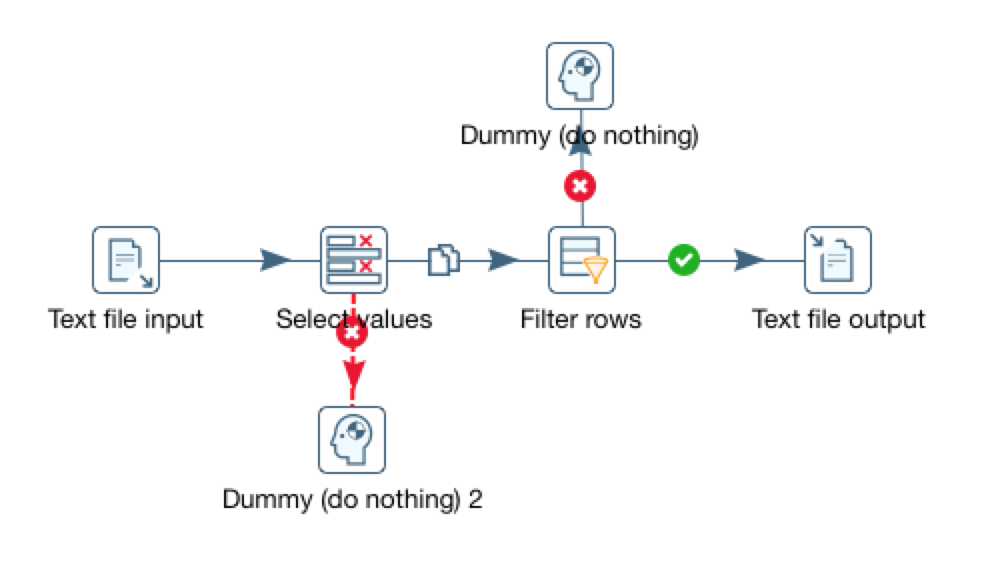 Dummy (do nothing)
Text file input
Select values
Filter rows
Text file output
Dummy (do nothing) 2